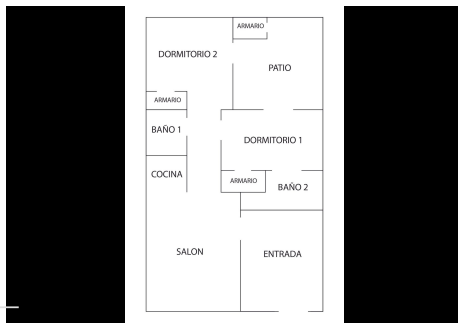 ARMARIO
DORMITORIO 2
PATIO
ARMARIO
BAÑO 1
DORMITORIO 1
COCINA
ARMARIO
BAÑO 2
SALON
ENTRADA